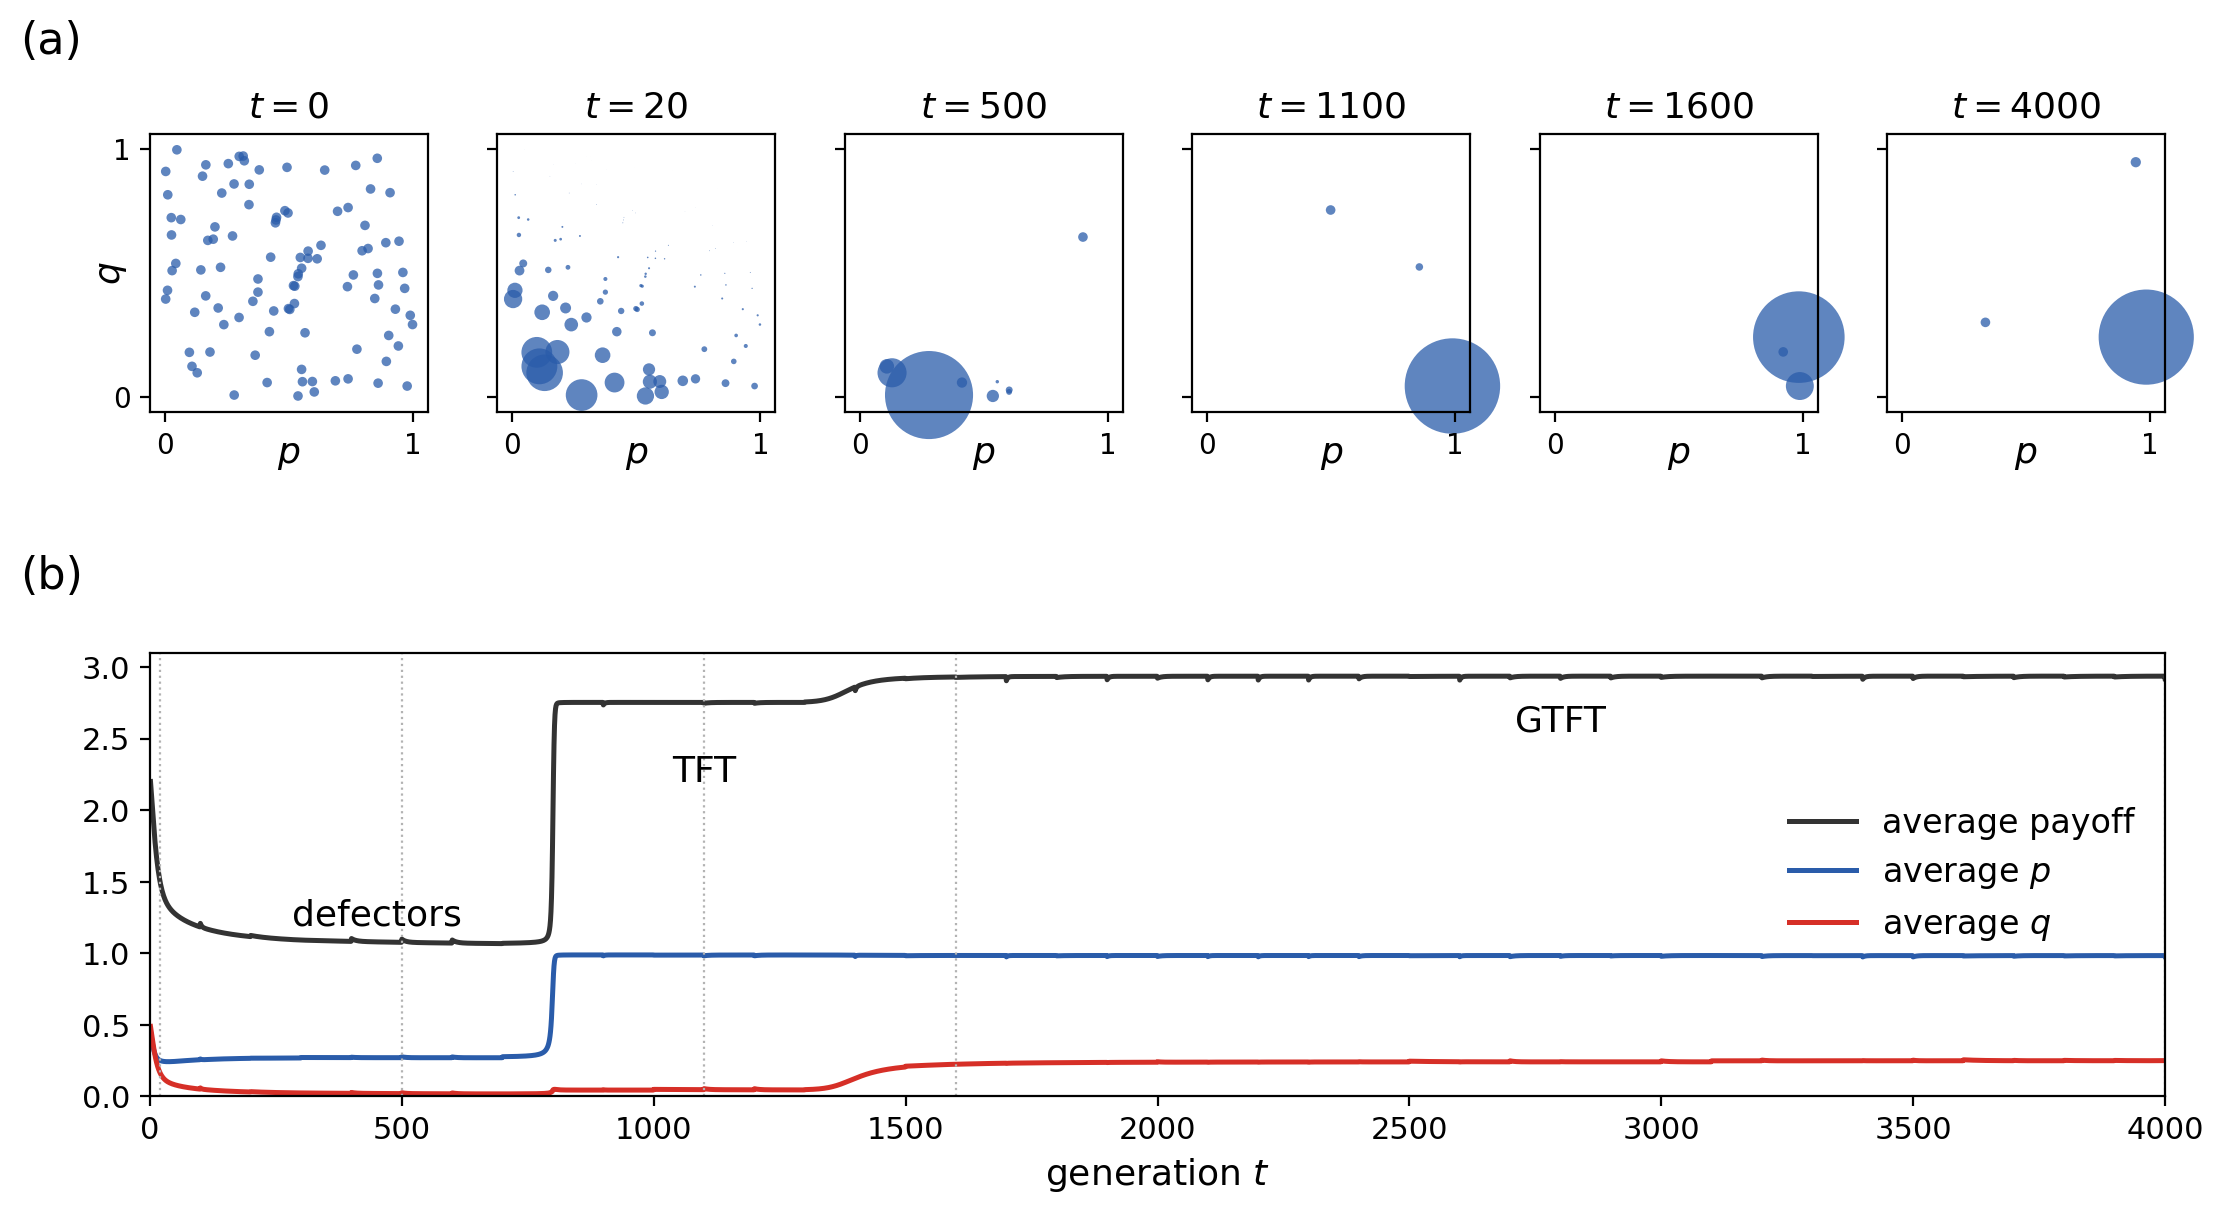 (a)
t = 0
t = 20
t = 500
t = 1100
t = 1600
t = 4000
1
q
0
0 1 0 1 0 1 0 1 0 1 0 1
p p p p p p
(b)
3.0
2.5
2.0
1.5
1.0
0.5
0.0
GTFT
TFT
defectors
average payoff
average p
average q
0 500 1000 1500 2000 2500 3000 3500 4000
generation t